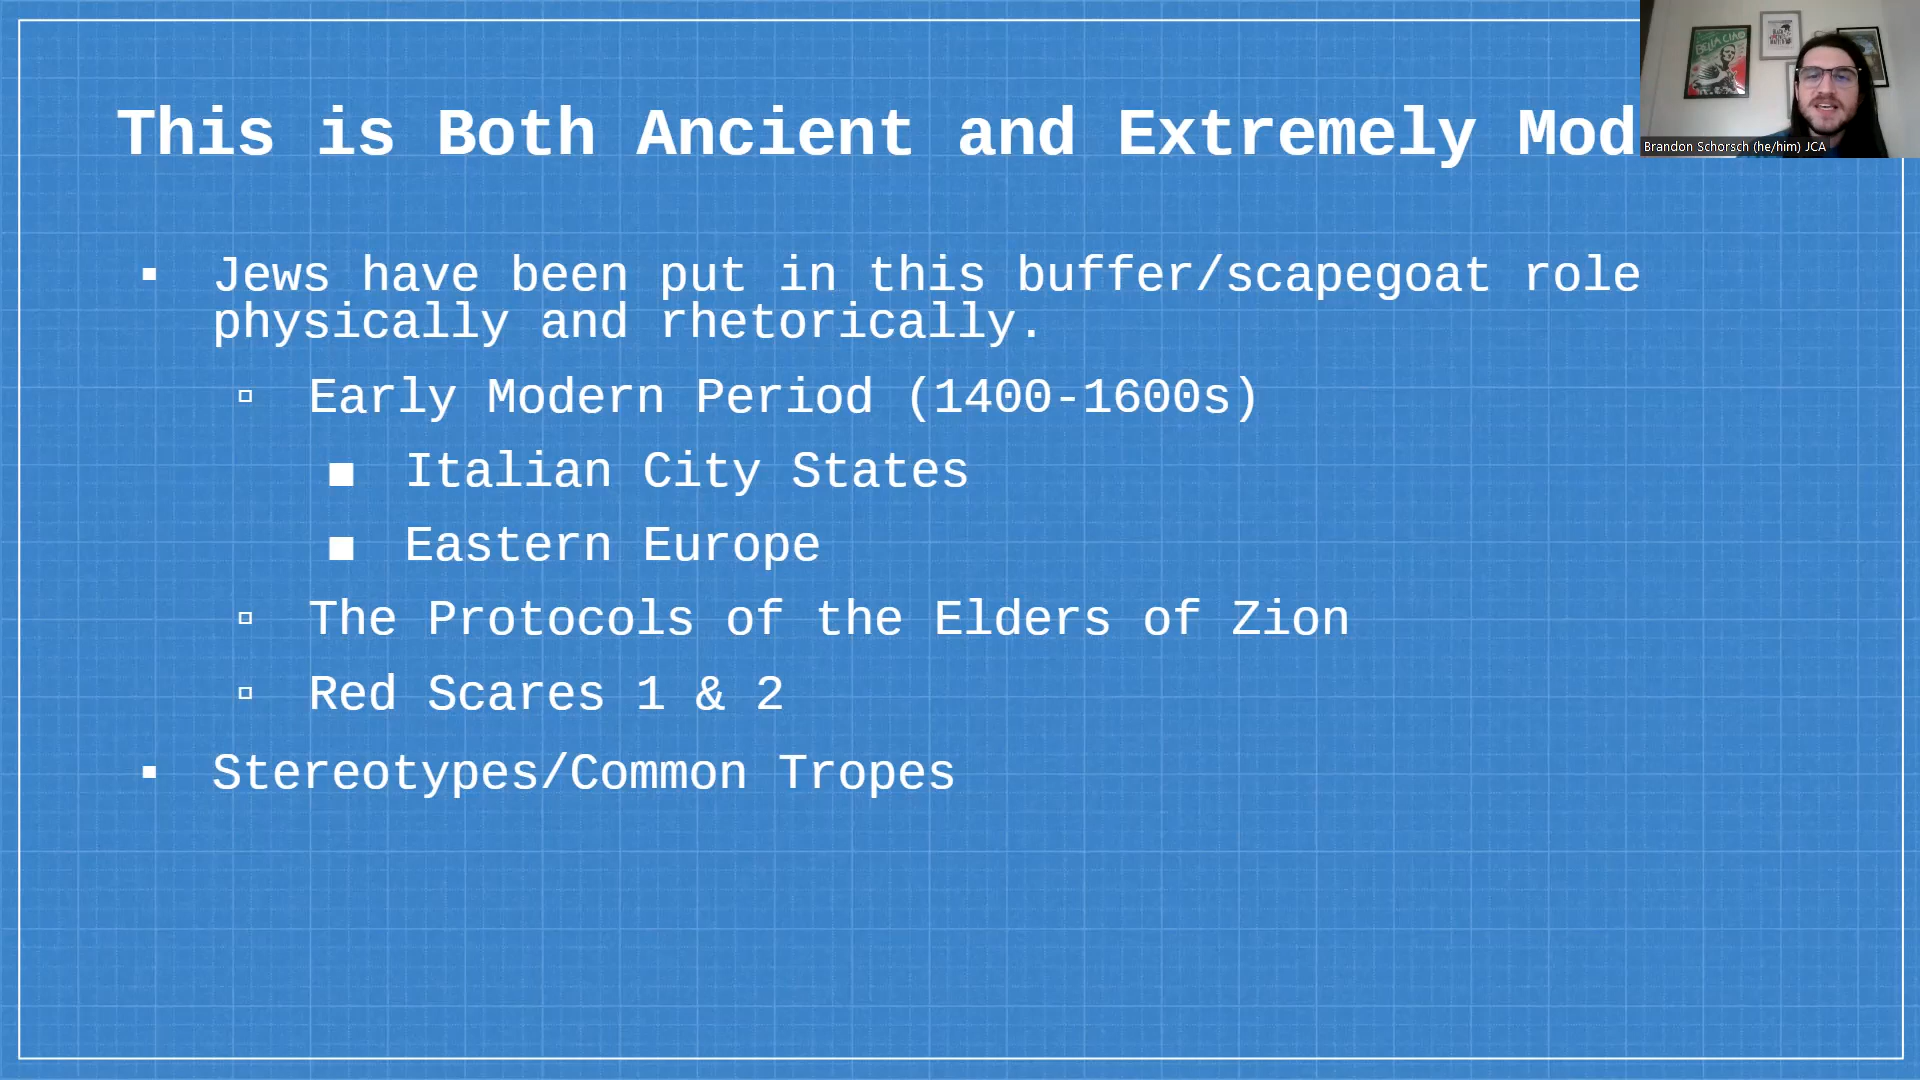 This is Both Ancient and Extremely Mod
BELLA CIAO
Brandon Schorsch (he/him) JCA
▪ Jews have been put in this buffer/scapegoat role
physically and rhetorically.
▫ Early Modern Period (1400-1600s)
■ Italian City States
■ Eastern Europe
▫ The Protocols of the Elders of Zion
▫ Red Scares 1 & 2
▪ Stereotypes/Common Tropes